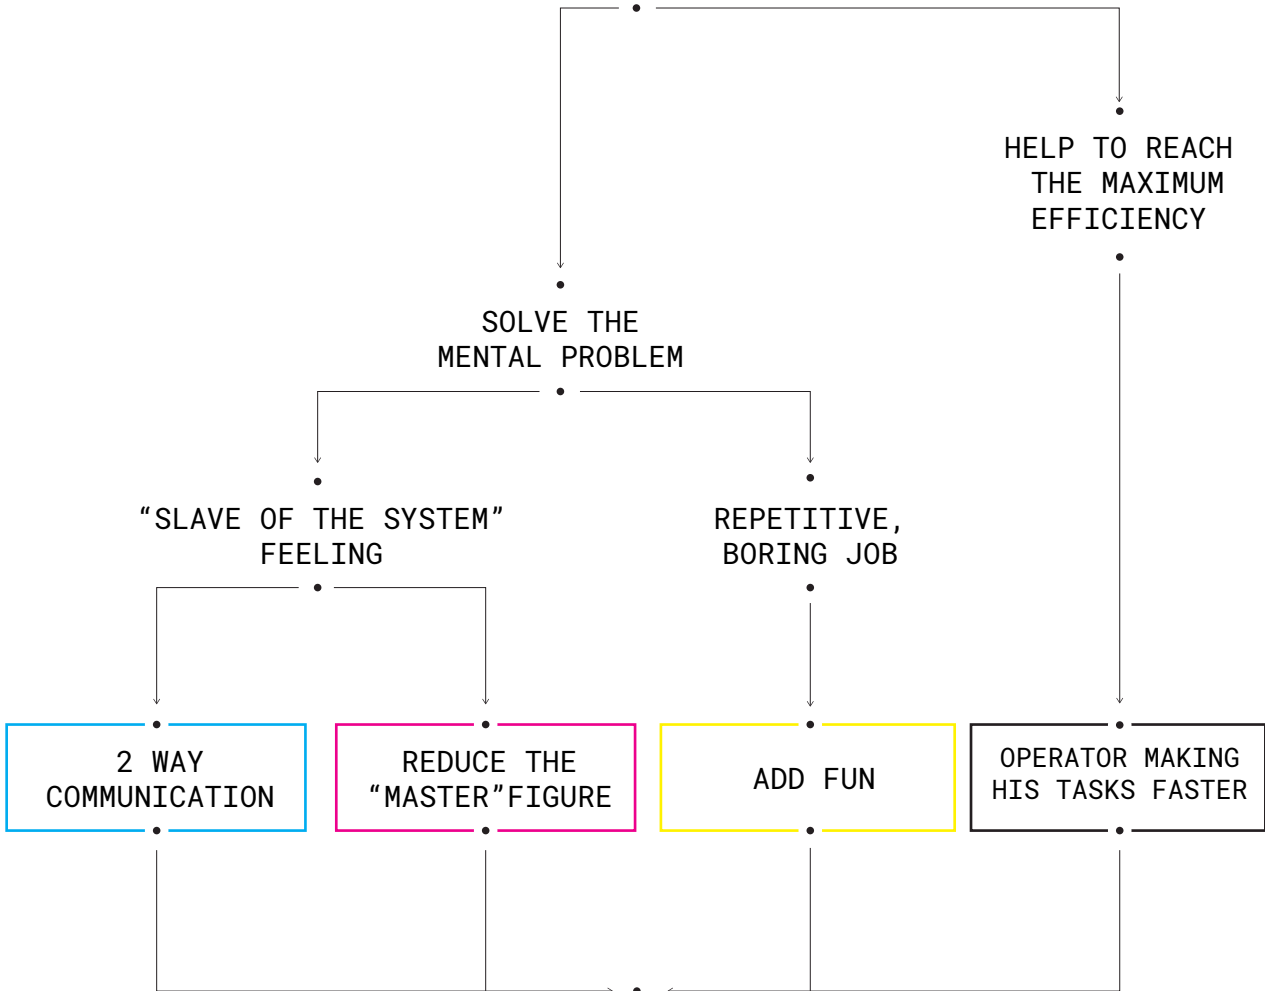 HELP TO REACH
THE MAXIMUM
EFFICIENCY
SOLVE THE
MENTAL PROBLEM
“SLAVE OF THE SYSTEM”
FEELING
REPETITIVE,
BORING JOB
2 WAY
COMMUNICATION
REDUCE THE
“MASTER”FIGURE
ADD FUN
OPERATOR MAKING
HIS TASKS FASTER